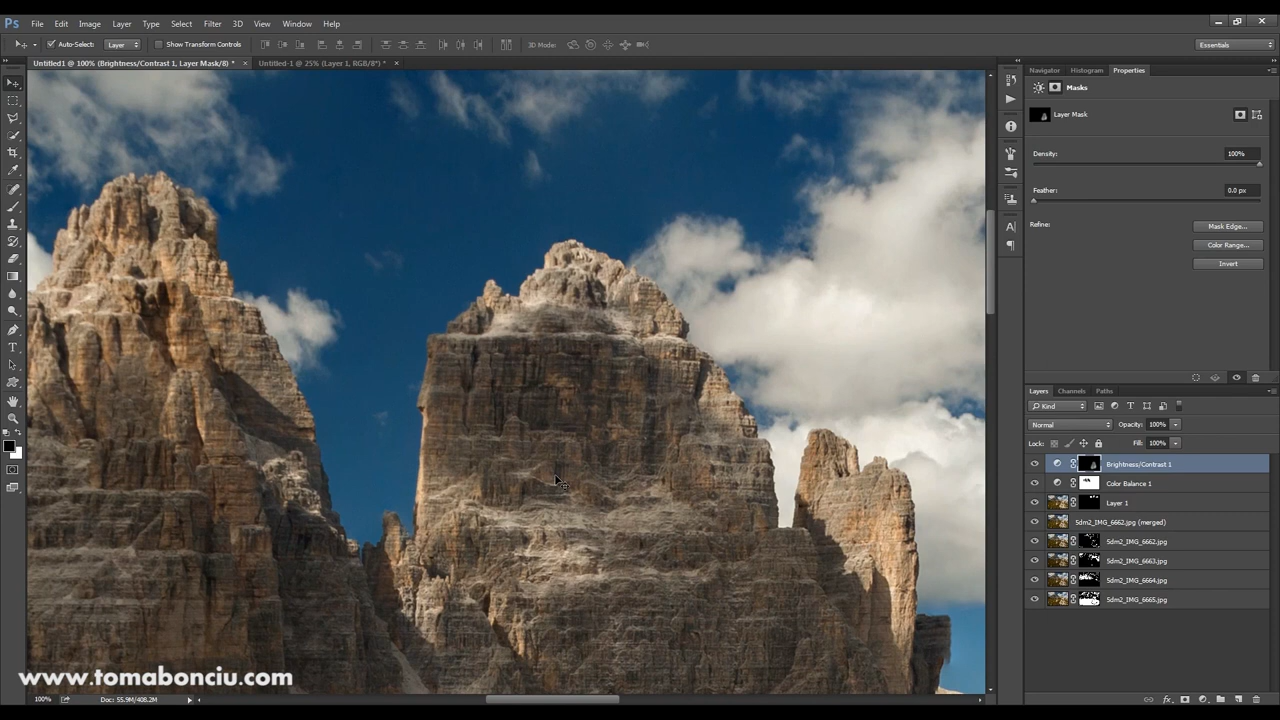 Ps File Edit Image Layer Type Select Filter 3D View Window Help
Auto-Select: Layer Show Transform Controls 3D Mode: Essentials
Untitled1 @ 100% (Brightness/Contrast 1, Layer Mask/8) * × Untitled-1 @ 25% (Layer 1, RGB/8*) * ×
Navigator Histogram Properties
Masks
Layer Mask
Density: 100%
Feather: 0.0 px
Refine: Mask Edge...
Color Range...
Invert
Layers Channels Paths
Kind
Normal Opacity: 100%
Lock: Fill: 100%
Brightness/Contrast 1
Color Balance 1
Layer 1
Sdm2_IMG_6662.jpg (merged)
Sdm2_IMG_6662.jpg
Sdm2_IMG_6663.jpg
Sdm2_IMG_6664.jpg
Sdm2_IMG_6665.jpg
www.tomabonciu.com
100% Doc: 55.9M/408.2M